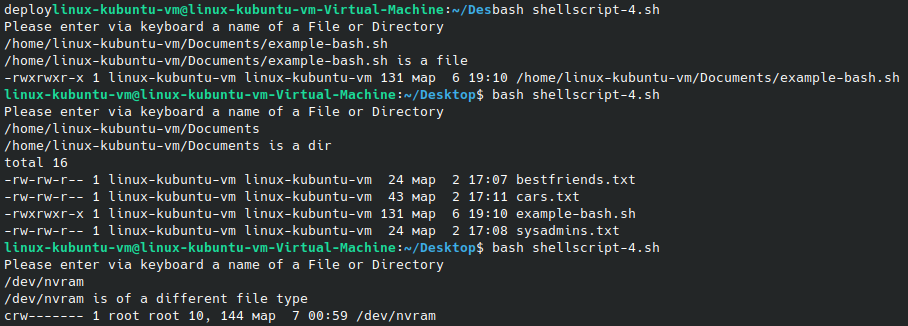 deploylinux-kubuntu-vm@linux-kubuntu-vm-Virtual-Machine:~/Desbash shellscript-4.sh
Please enter via keyboard a name of a File or Directory
/home/linux-kubuntu-vm/Documents/example-bash.sh
/home/linux-kubuntu-vm/Documents/example-bash.sh is a file
-rwxrwxr-x 1 linux-kubuntu-vm linux-kubuntu-vm 131 мар  6 19:10 /home/linux-kubuntu-vm/Documents/example-bash.sh
linux-kubuntu-vm@linux-kubuntu-vm-Virtual-Machine:~/Desktop$ bash shellscript-4.sh
Please enter via keyboard a name of a File or Directory
/home/linux-kubuntu-vm/Documents
/home/linux-kubuntu-vm/Documents is a dir
total 16
-rw-rw-r-- 1 linux-kubuntu-vm linux-kubuntu-vm  24 мар  2 17:07 bestfriends.txt
-rw-rw-r-- 1 linux-kubuntu-vm linux-kubuntu-vm  43 мар  2 17:11 cars.txt
-rwxrwxr-x 1 linux-kubuntu-vm linux-kubuntu-vm 131 мар  6 19:10 example-bash.sh
-rw-rw-r-- 1 linux-kubuntu-vm linux-kubuntu-vm  24 мар  2 17:08 sysadmins.txt
linux-kubuntu-vm@linux-kubuntu-vm-Virtual-Machine:~/Desktop$ bash shellscript-4.sh
Please enter via keyboard a name of a File or Directory
/dev/nvram
/dev/nvram is of a different file type
crw------- 1 root root 10, 144 мар  7 00:59 /dev/nvram